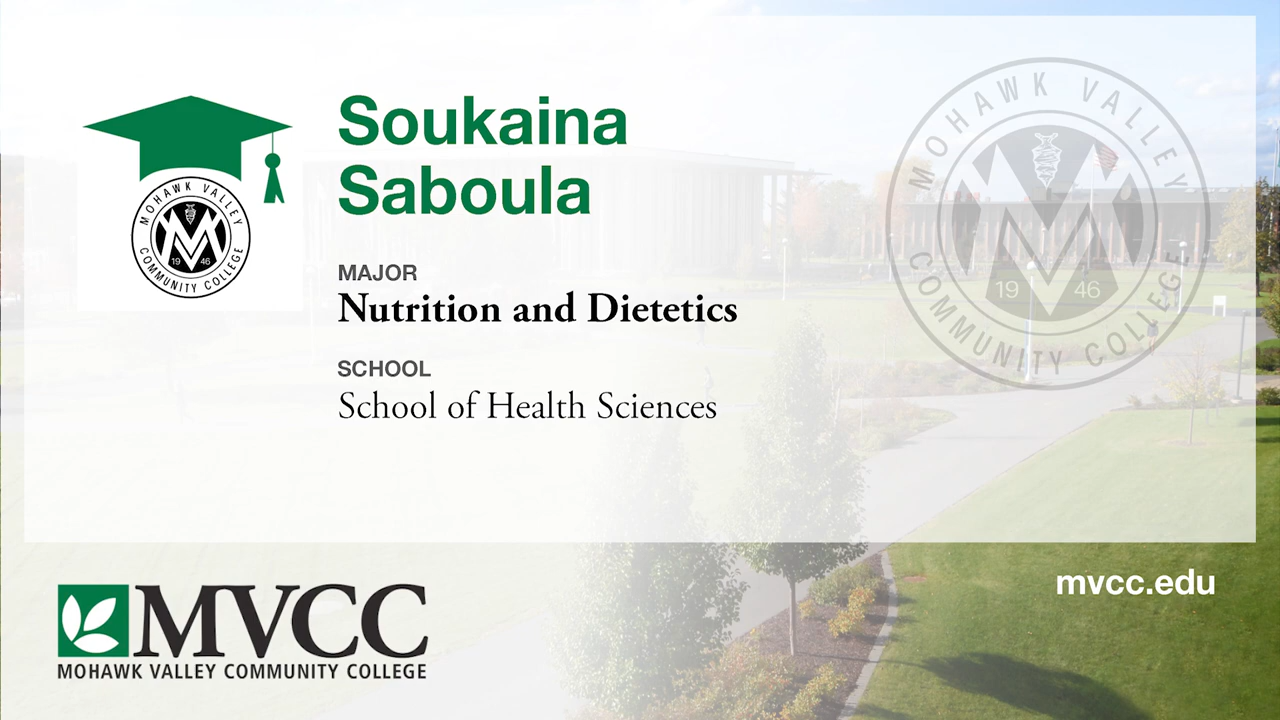 Soukaina
Saboula
MAJOR
Nutrition and Dietetics
SCHOOL
School of Health Sciences
MOHAWK VALLEY
COMMUNITY COLLEGE
19 46
MOHAWK VALLEY
COMMUNITY COLLEGE
19 46
mvcc.edu
MVCC
MOHAWK VALLEY COMMUNITY COLLEGE